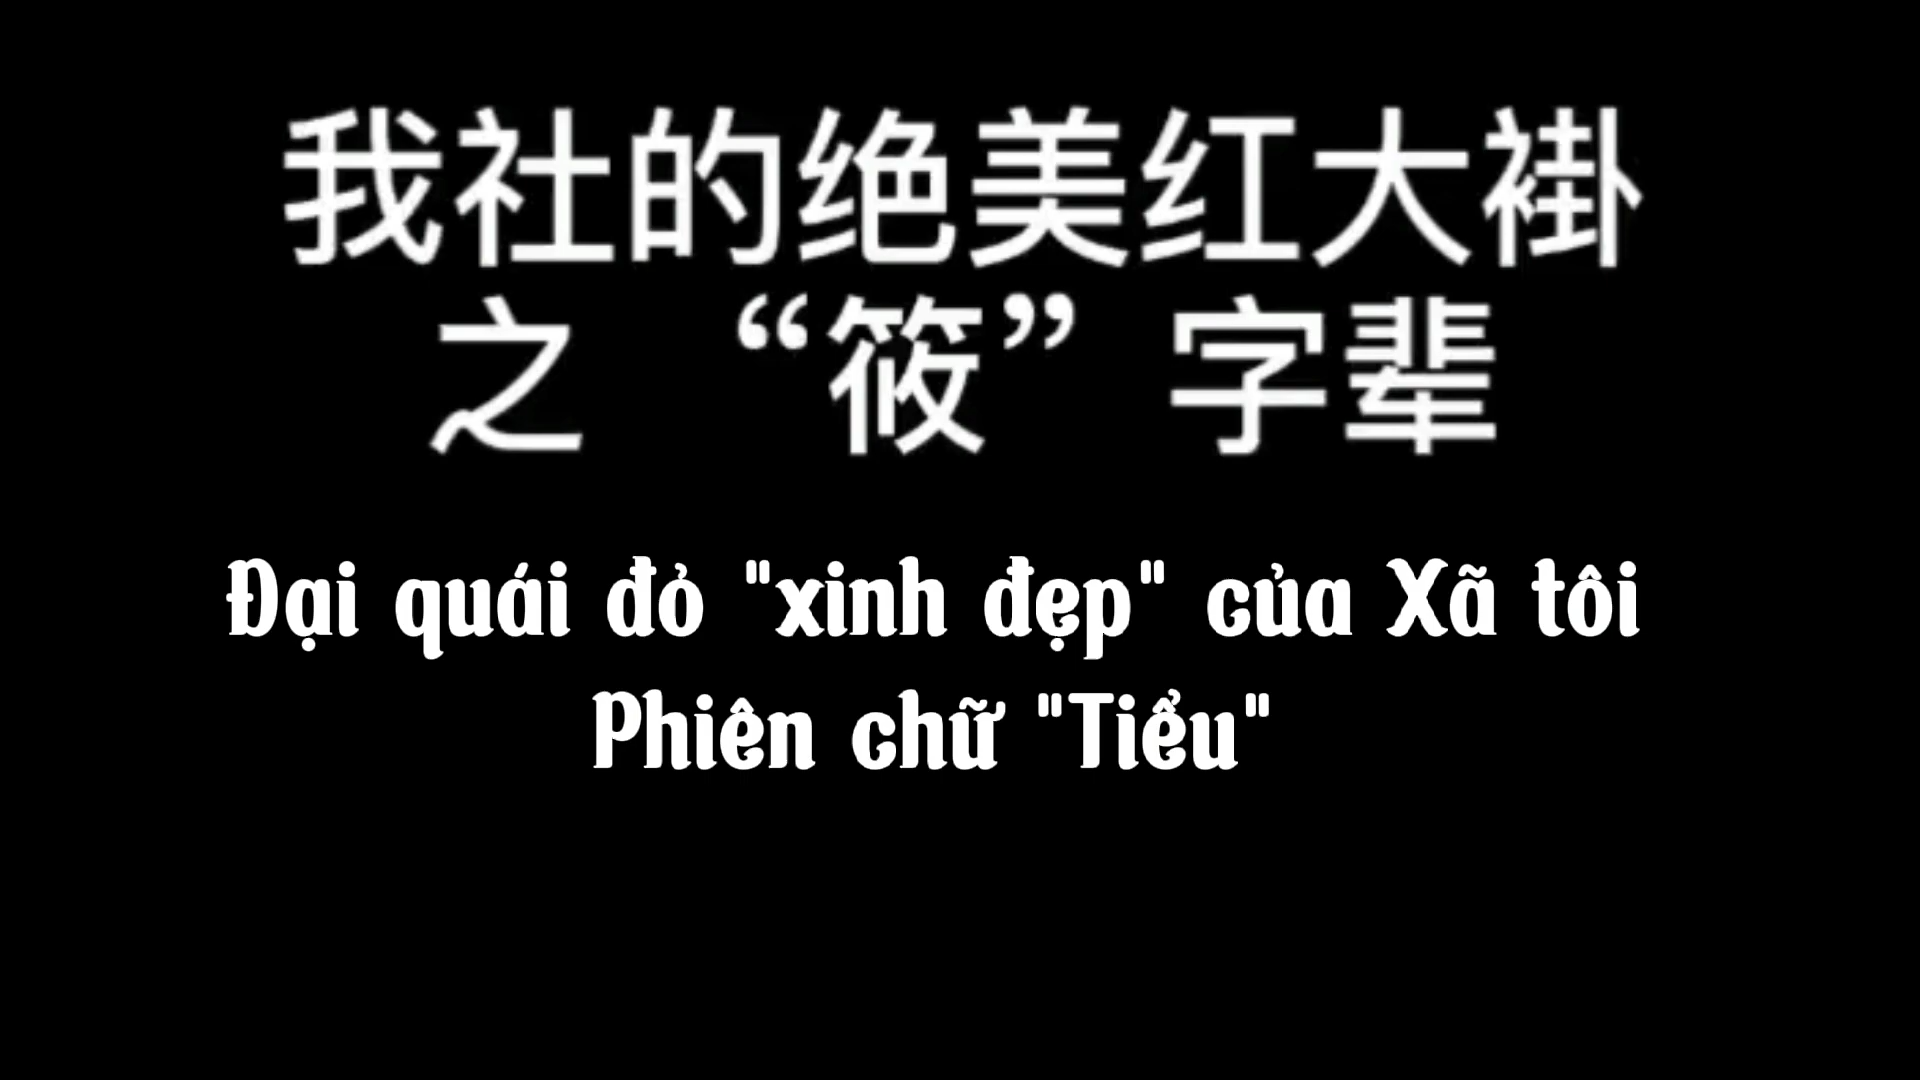 我社的绝美红大褂
之 “筱” 字辈
Đại quái đỏ "xinh đẹp" của Xã tôi
Phiên chữ "Tiểu"